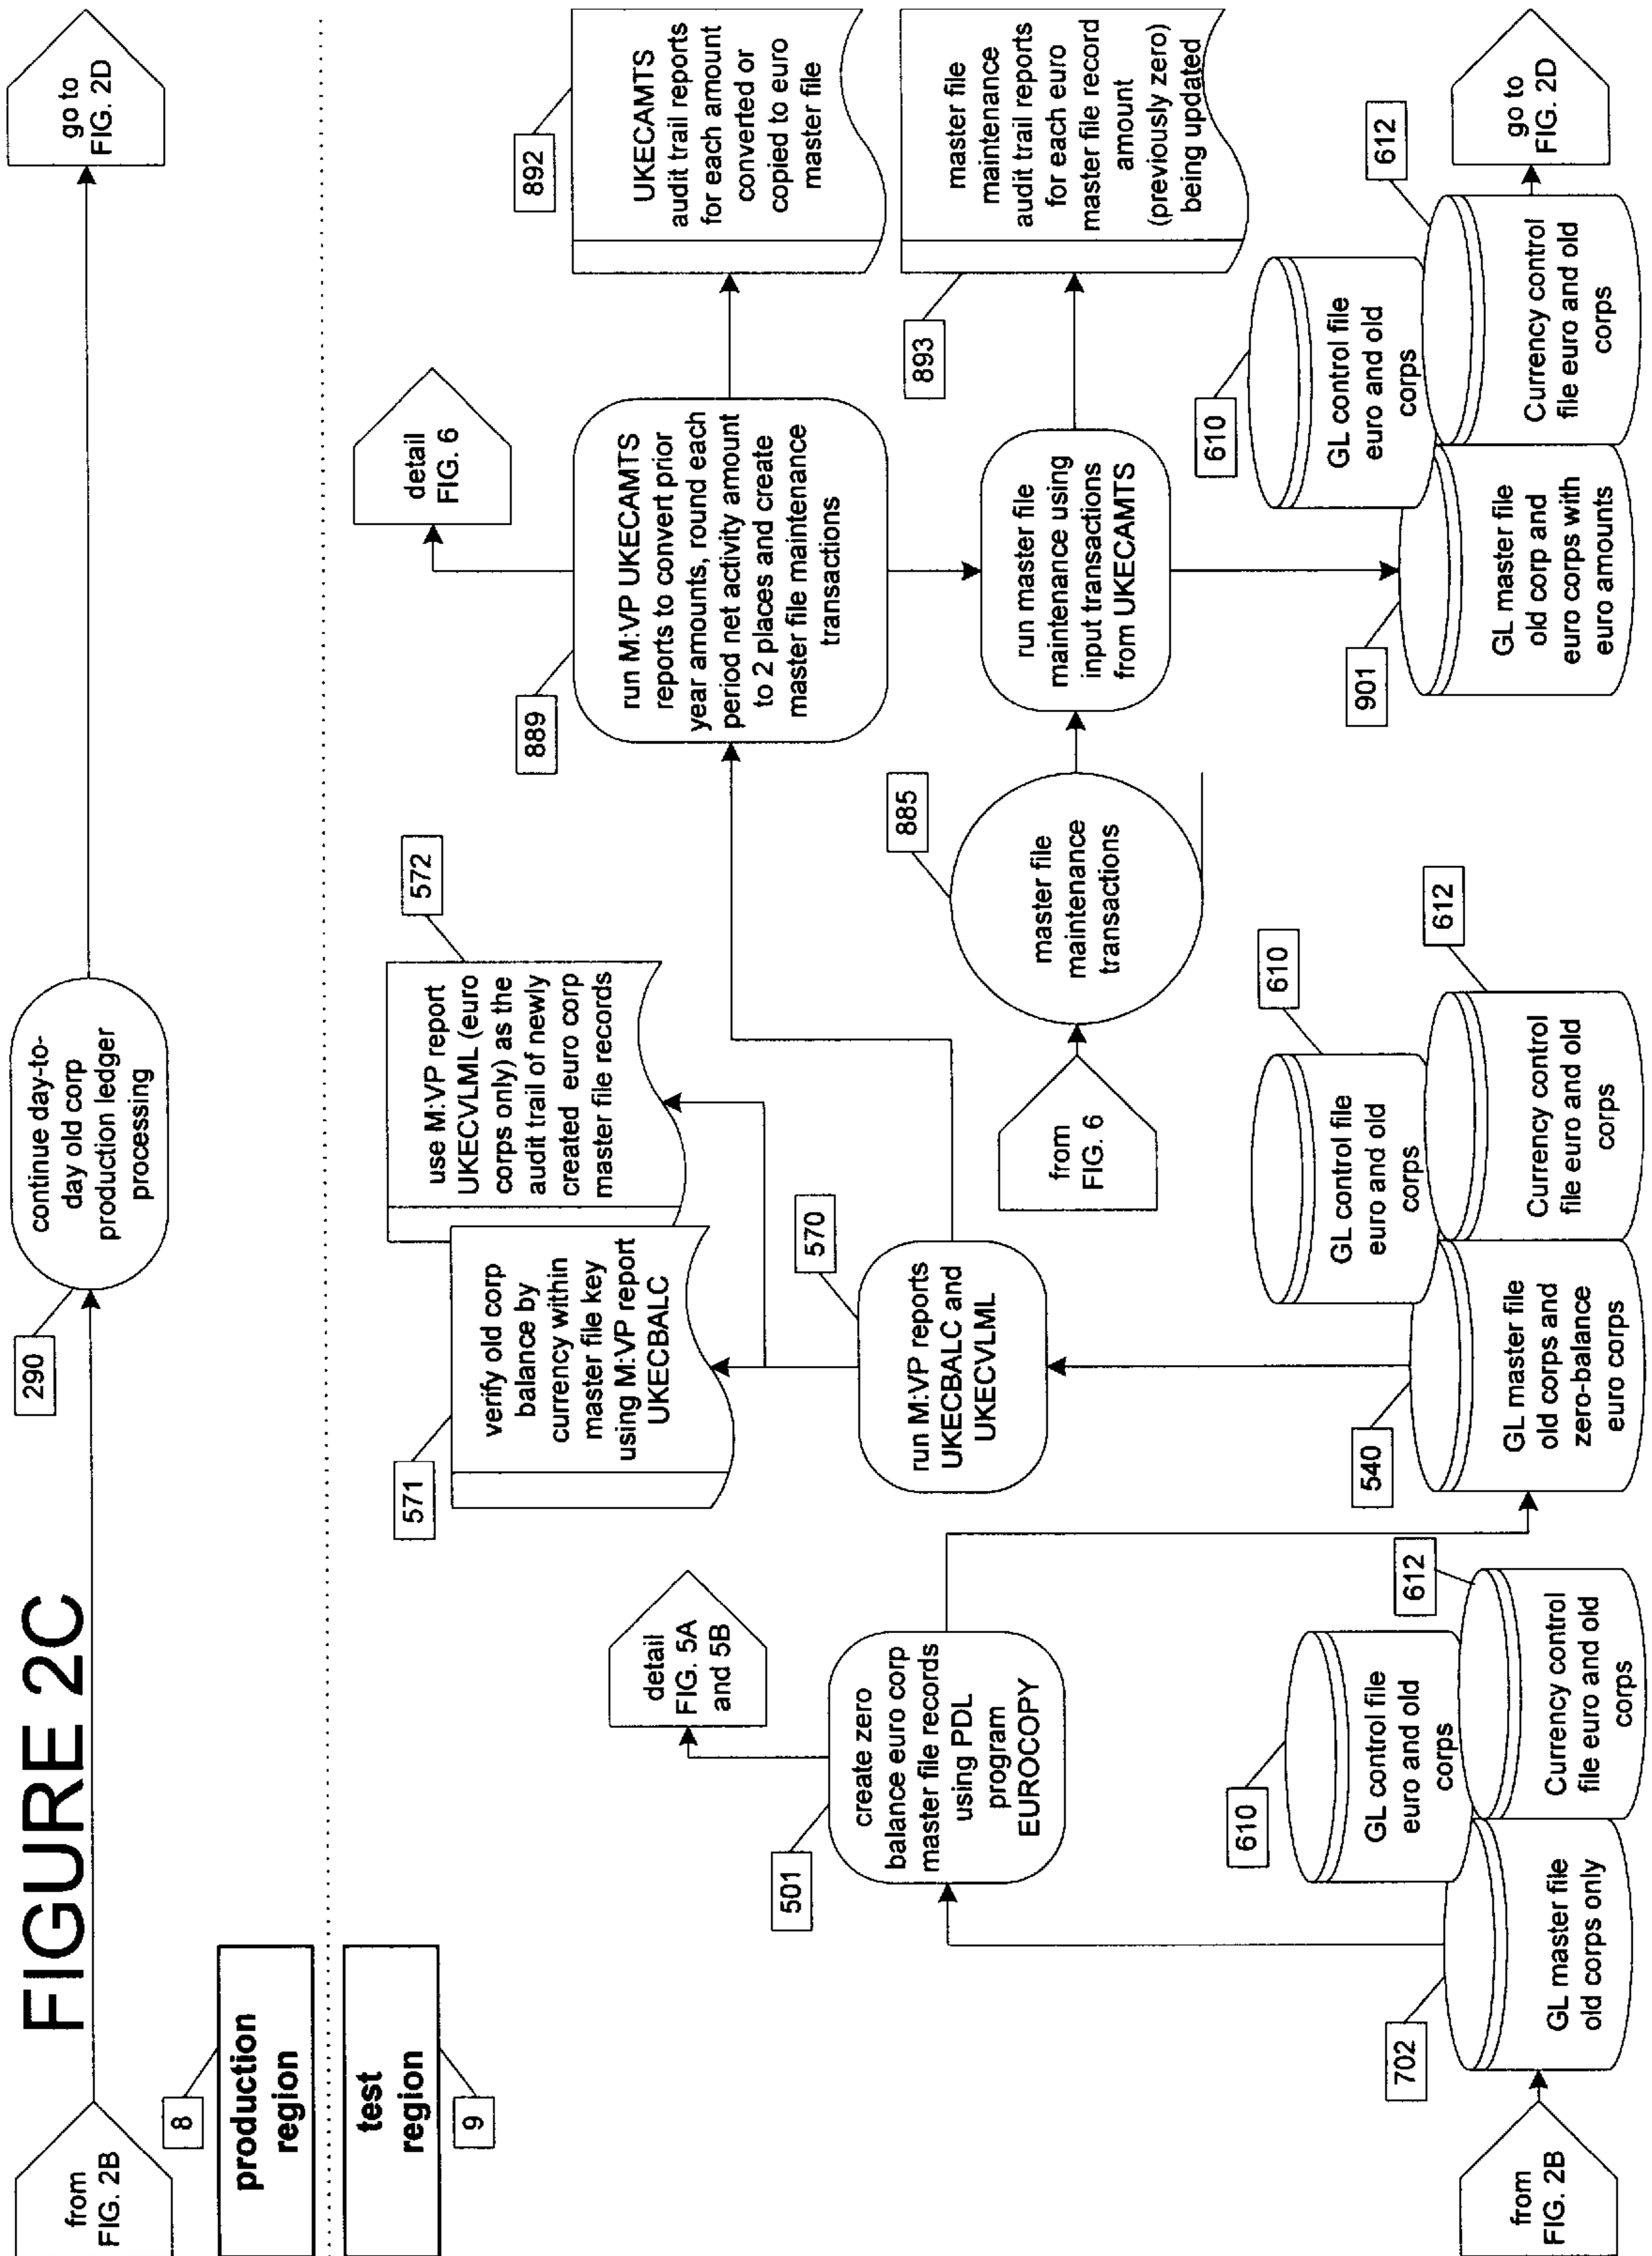 FIGURE 2C
from
FIG. 2B
290
continue day-to-
day old corp
production ledger
processing
go to
FIG. 2D
8
production
region
test
region
9
from
FIG. 2B
702
GL master file
old corps only
610
GL control file
euro and old
corps
612
Currency control
file euro and old
corps
501
create zero
balance euro corp
master file records
using PDL
program
EUROCOPY
detail
FIG. 5A
and 5B
540
GL master file
old corps and
zero-balance
euro corps
610
GL control file
euro and old
corps
612
Currency control
file euro and old
corps
570
run M:VP reports
UKECBALC and
UKECVLML
571
verify old corp
balance by
currency within
master file key
using M:VP report
UKECBALC
572
use M:VP report
UKECVLML (euro
corps only) as the
audit trail of newly
created euro corp
master file records
from
FIG. 6
885
master file
maintenance
transactions
889
run M:VP UKECAMTS
reports to convert prior
year amounts, round each
period net activity amount
to 2 places and create
master file maintenance
transactions
detail
FIG. 6
892
UKECAMTS
audit trail reports
for each amount
converted or
copied to euro
master file
run master file
maintenance using
input transactions
from UKECAMTS
893
master file
maintenance
audit trail reports
for each euro
master file record
amount
(previously zero)
being updated
901
GL master file
old corp and
euro corps with
euro amounts
610
GL control file
euro and old
corps
612
Currency control
file euro and old
corps
go to
FIG. 2D